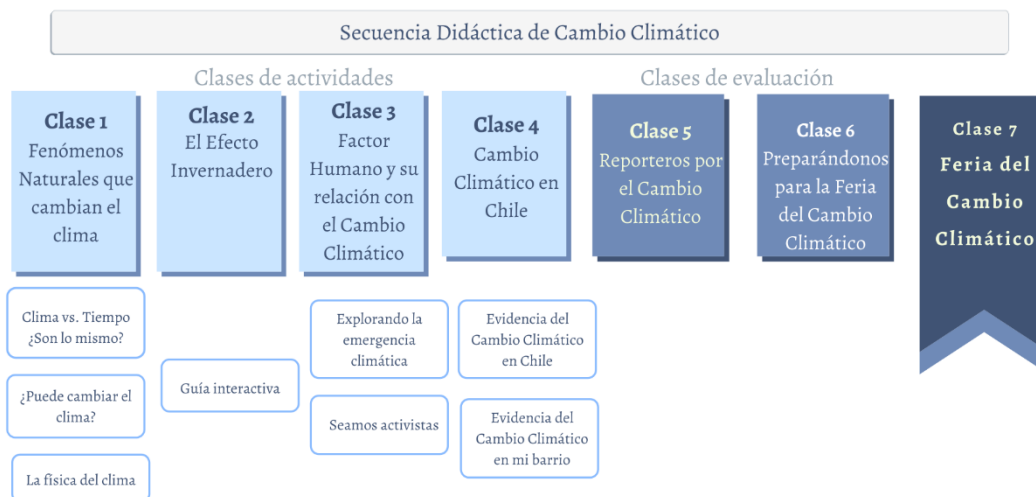 Secuencia Didáctica de Cambio Climático
Clases de actividades
Clases de evaluación
Clase 1
Fenómenos
Naturales que
cambian el
clima
Clase 2
El Efecto
Invernadero
Clase 3
Factor
Humano y su
relación con
el Cambio
Climático
Clase 4
Cambio
Climático en
Chile
Clase 5
Reporteros por
el Cambio
Climático
Clase 6
Preparándonos
para la Feria
del Cambio
Climático
Clase 7
Feria del
Cambio
Climático
Clima vs. Tiempo
¿Son lo mismo?
¿Puede cambiar el
clima?
La física del clima
Guía interactiva
Explorando la
emergencia
climática
Seamos activistas
Evidencia del
Cambio Climático
en Chile
Evidencia del
Cambio Climático
en mi barrio